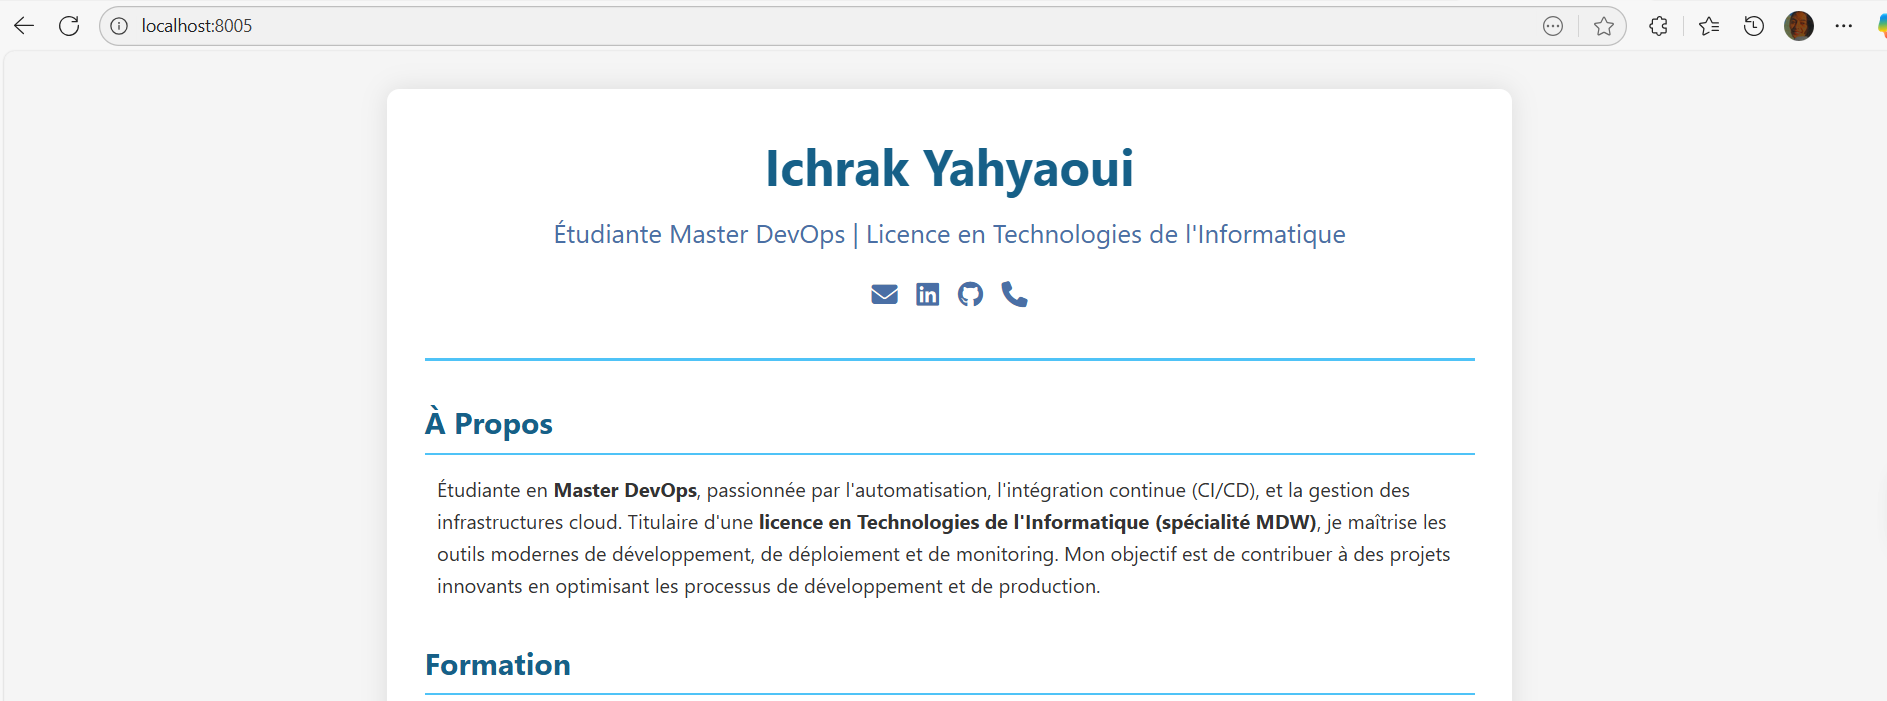 localhost:8005
Ichrak Yahyaoui
Étudiante Master DevOps | Licence en Technologies de l'Informatique
À Propos
Étudiante en Master DevOps, passionnée par l'automatisation, l'intégration continue (CI/CD), et la gestion des
infrastructures cloud. Titulaire d'une licence en Technologies de l'Informatique (spécialité MDW), je maîtrise les
outils modernes de développement, de déploiement et de monitoring. Mon objectif est de contribuer à des projets
innovants en optimisant les processus de développement et de production.
Formation